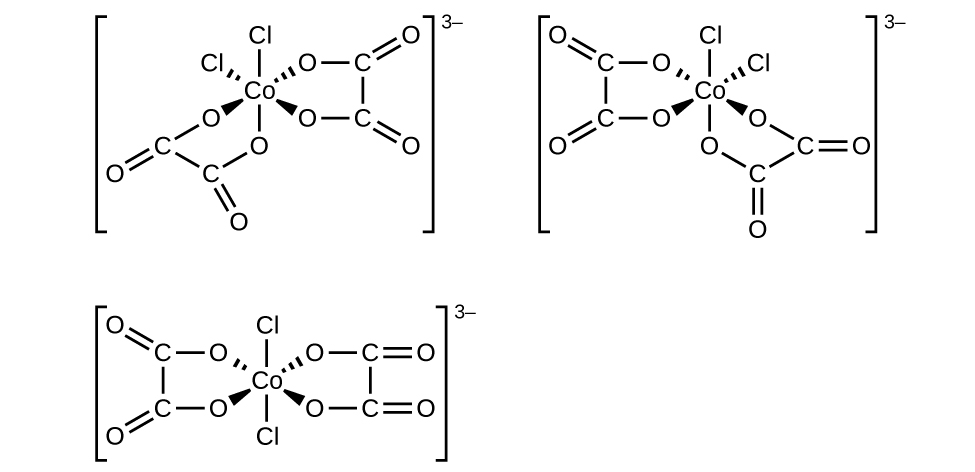 3– 3–
Cl O O Cl
Cl O C C O Cl
Co Co
O O C C O O
C O O O O C O
O C C
O O
3–
O Cl
C O O C O
Co
C O O C O
O Cl